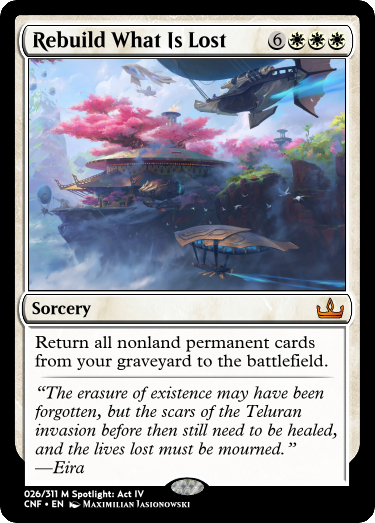 Rebuild What Is Lost 6
Sorcery
Return all nonland permanent cards
from your graveyard to the battlefield.
“The erasure of existence may have been
forgotten, but the scars of the Teluran
invasion before then still need to be healed,
and the lives lost must be mourned.”
—Eira
026/311 M Spotlight: Act IV
CNF • EN Maximilian Jasionowski